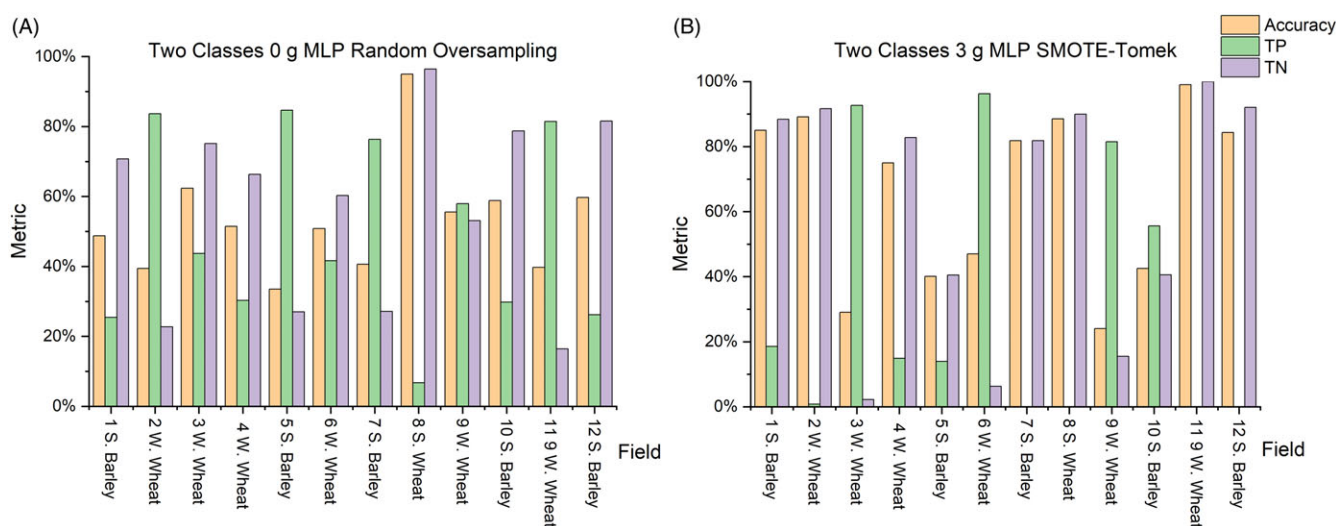 (A)
Two Classes 0 g MLP Random Oversampling
100%
80%
60%
40%
20%
0%
Metric
1 S. Barley
2 W. Wheat
3 W. Wheat
4 W. Wheat
5 S. Barley
6 W. Wheat
7 S. Barley
8 S. Wheat
9 W. Wheat
10 S. Barley
11 9 W. Wheat
12 S. Barley
Field
(B)
Two Classes 3 g MLP SMOTE-Tomek
Accuracy
TP
TN
100%
80%
60%
40%
20%
0%
Metric
1 S. Barley
2 W. Wheat
3 W. Wheat
4 W. Wheat
5 S. Barley
6 W. Wheat
7 S. Barley
8 S. Wheat
9 W. Wheat
10 S. Barley
11 9 W. Wheat
12 S. Barley
Field